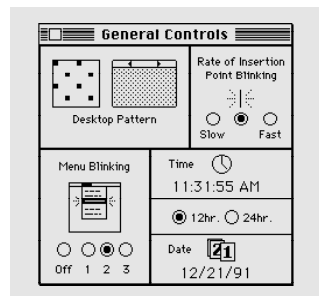 General Controls
Rate of Insertion
Point Blinking
Desktop Pattern
Slow Fast
Menu Blinking
Off 1 2 3
Time
11:31:55 AM
12hr. 24hr.
Date 21
12/21/91